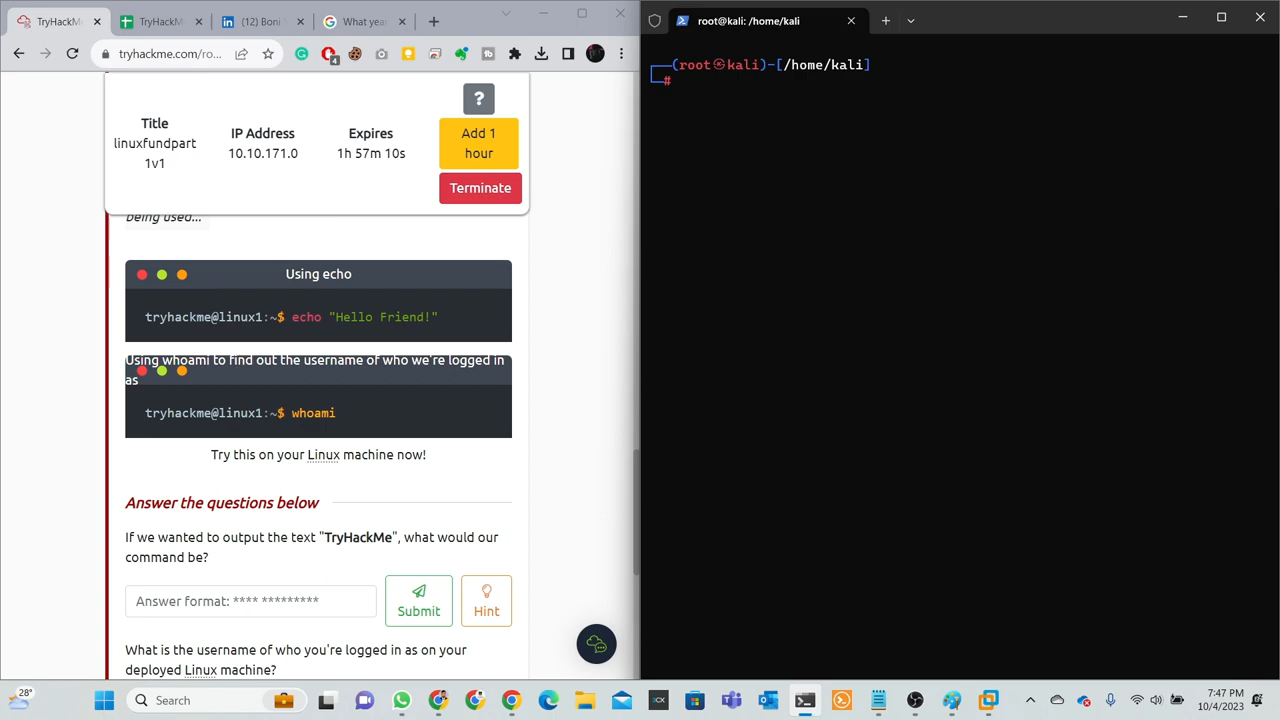 TryHackMe
TryHackMe
(12) Boni
What year
tryhackme.com/ro...
4
?
Title
linuxfundpart
1v1
IP Address
10.10.171.0
Expires
1h 57m 10s
Add 1
hour
Terminate
being used...
Using echo
tryhackme@linux1:~$ echo "Hello Friend!"
Using whoami to find out the username of who we're logged in
as
tryhackme@linux1:~$ whoami
Try this on your Linux machine now!
Answer the questions below
If we wanted to output the text "TryHackMe", what would our
command be?
Answer format: **** *********
Submit
Hint
What is the username of who you're logged in as on your
deployed Linux machine?
root@kali: /home/kali
┌──(root㉿kali)-[/home/kali]
└─#
28°
Search
7:47 PM
10/4/2023